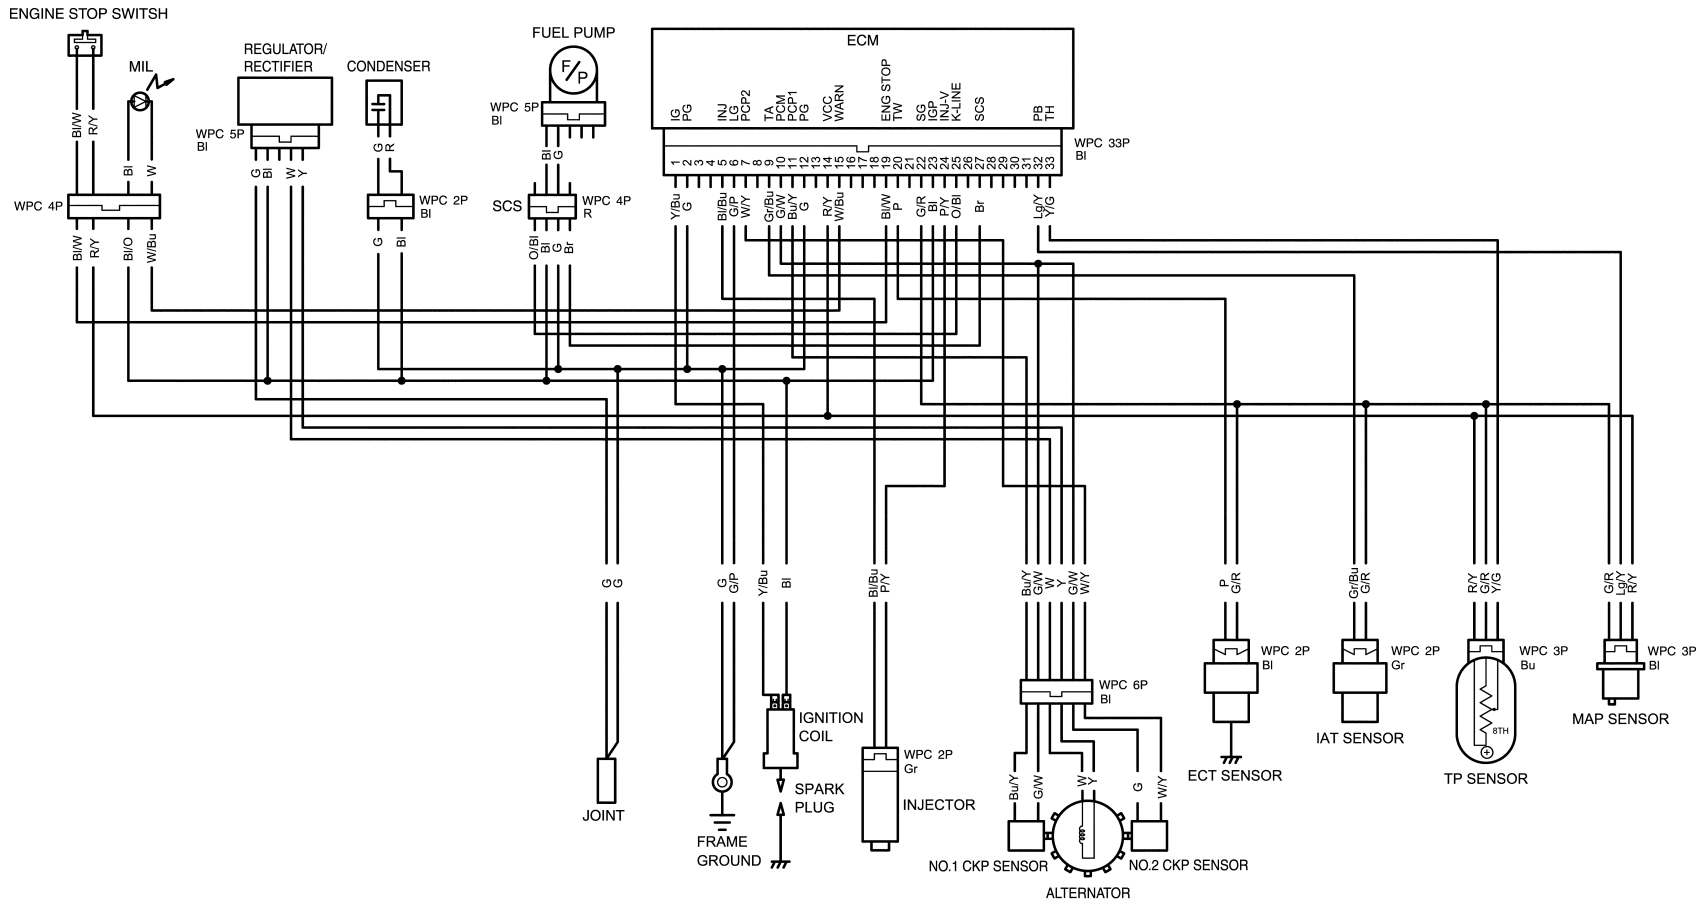 ENGINE STOP SWITSH
MIL
REGULATOR/
RECTIFIER
CONDENSER
FUEL PUMP
F/P
ECM
WPC 5P
Bl
WPC 5P
Bl
IG
PG
INJ
LG
PCP2
TA
PCM
PCP1
PG
VCC
WARN
ENG STOP
TW
SG
IGP
INJ-V
K-LINE
SCS
PB
TH
WPC 33P
Bl
1 2 3 4 5 6 7 8 9 10 11 12 13 14 15 16 17 18 19 20 21 22 23 24 25 26 27 28 29 30 31 32 33
Bl/W
R/Y
Bl
W
G
Bl
W
Y
G
R
Bl
G
WPC 4P
WPC 2P
Bl
SCS
WPC 4P
R
Y/Bu
G
Bl/Bu
G/P
W/Y
Gr/Bu
G/W
Bu/Y
G
R/Y
W/Bu
Bl/W
P
G/R
Bl
P/Y
O/Bl
Br
Lg/Y
Y/G
Bl/W
R/Y
Bl/O
W/Bu
G
Bl
O/Bl
Bl
G
Br
G
G
G
G/P
Y/Bu
Bl
Bl/Bu
P/Y
Bu/Y
G/W
W
Y
G/W
W/Y
P
G/R
Gr/Bu
G/R
R/Y
G/R
Y/G
G/R
Lg/Y
R/Y
WPC 6P
Bl
WPC 2P
Bl
WPC 2P
Gr
WPC 3P
Bu
WPC 3P
Bl
IGNITION
COIL
WPC 2P
Gr
INJECTOR
SPARK
PLUG
JOINT
FRAME
GROUND
Bu/Y
G/W
W
Y
G
W/Y
NO.1 CKP SENSOR
NO.2 CKP SENSOR
ALTERNATOR
ECT SENSOR
IAT SENSOR
8TH
TP SENSOR
MAP SENSOR